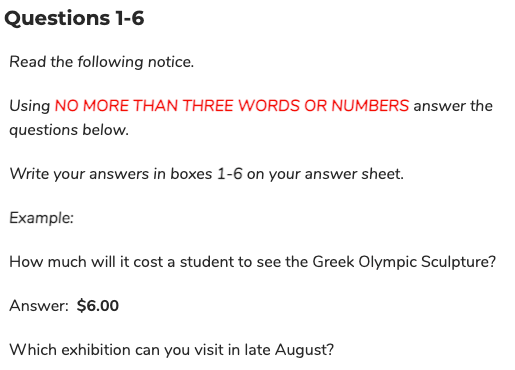 Questions 1-6
Read the following notice.
Using NO MORE THAN THREE WORDS OR NUMBERS answer the
questions below.
Write your answers in boxes 1-6 on your answer sheet.
Example:
How much will it cost a student to see the Greek Olympic Sculpture?
Answer: $6.00
Which exhibition can you visit in late August?